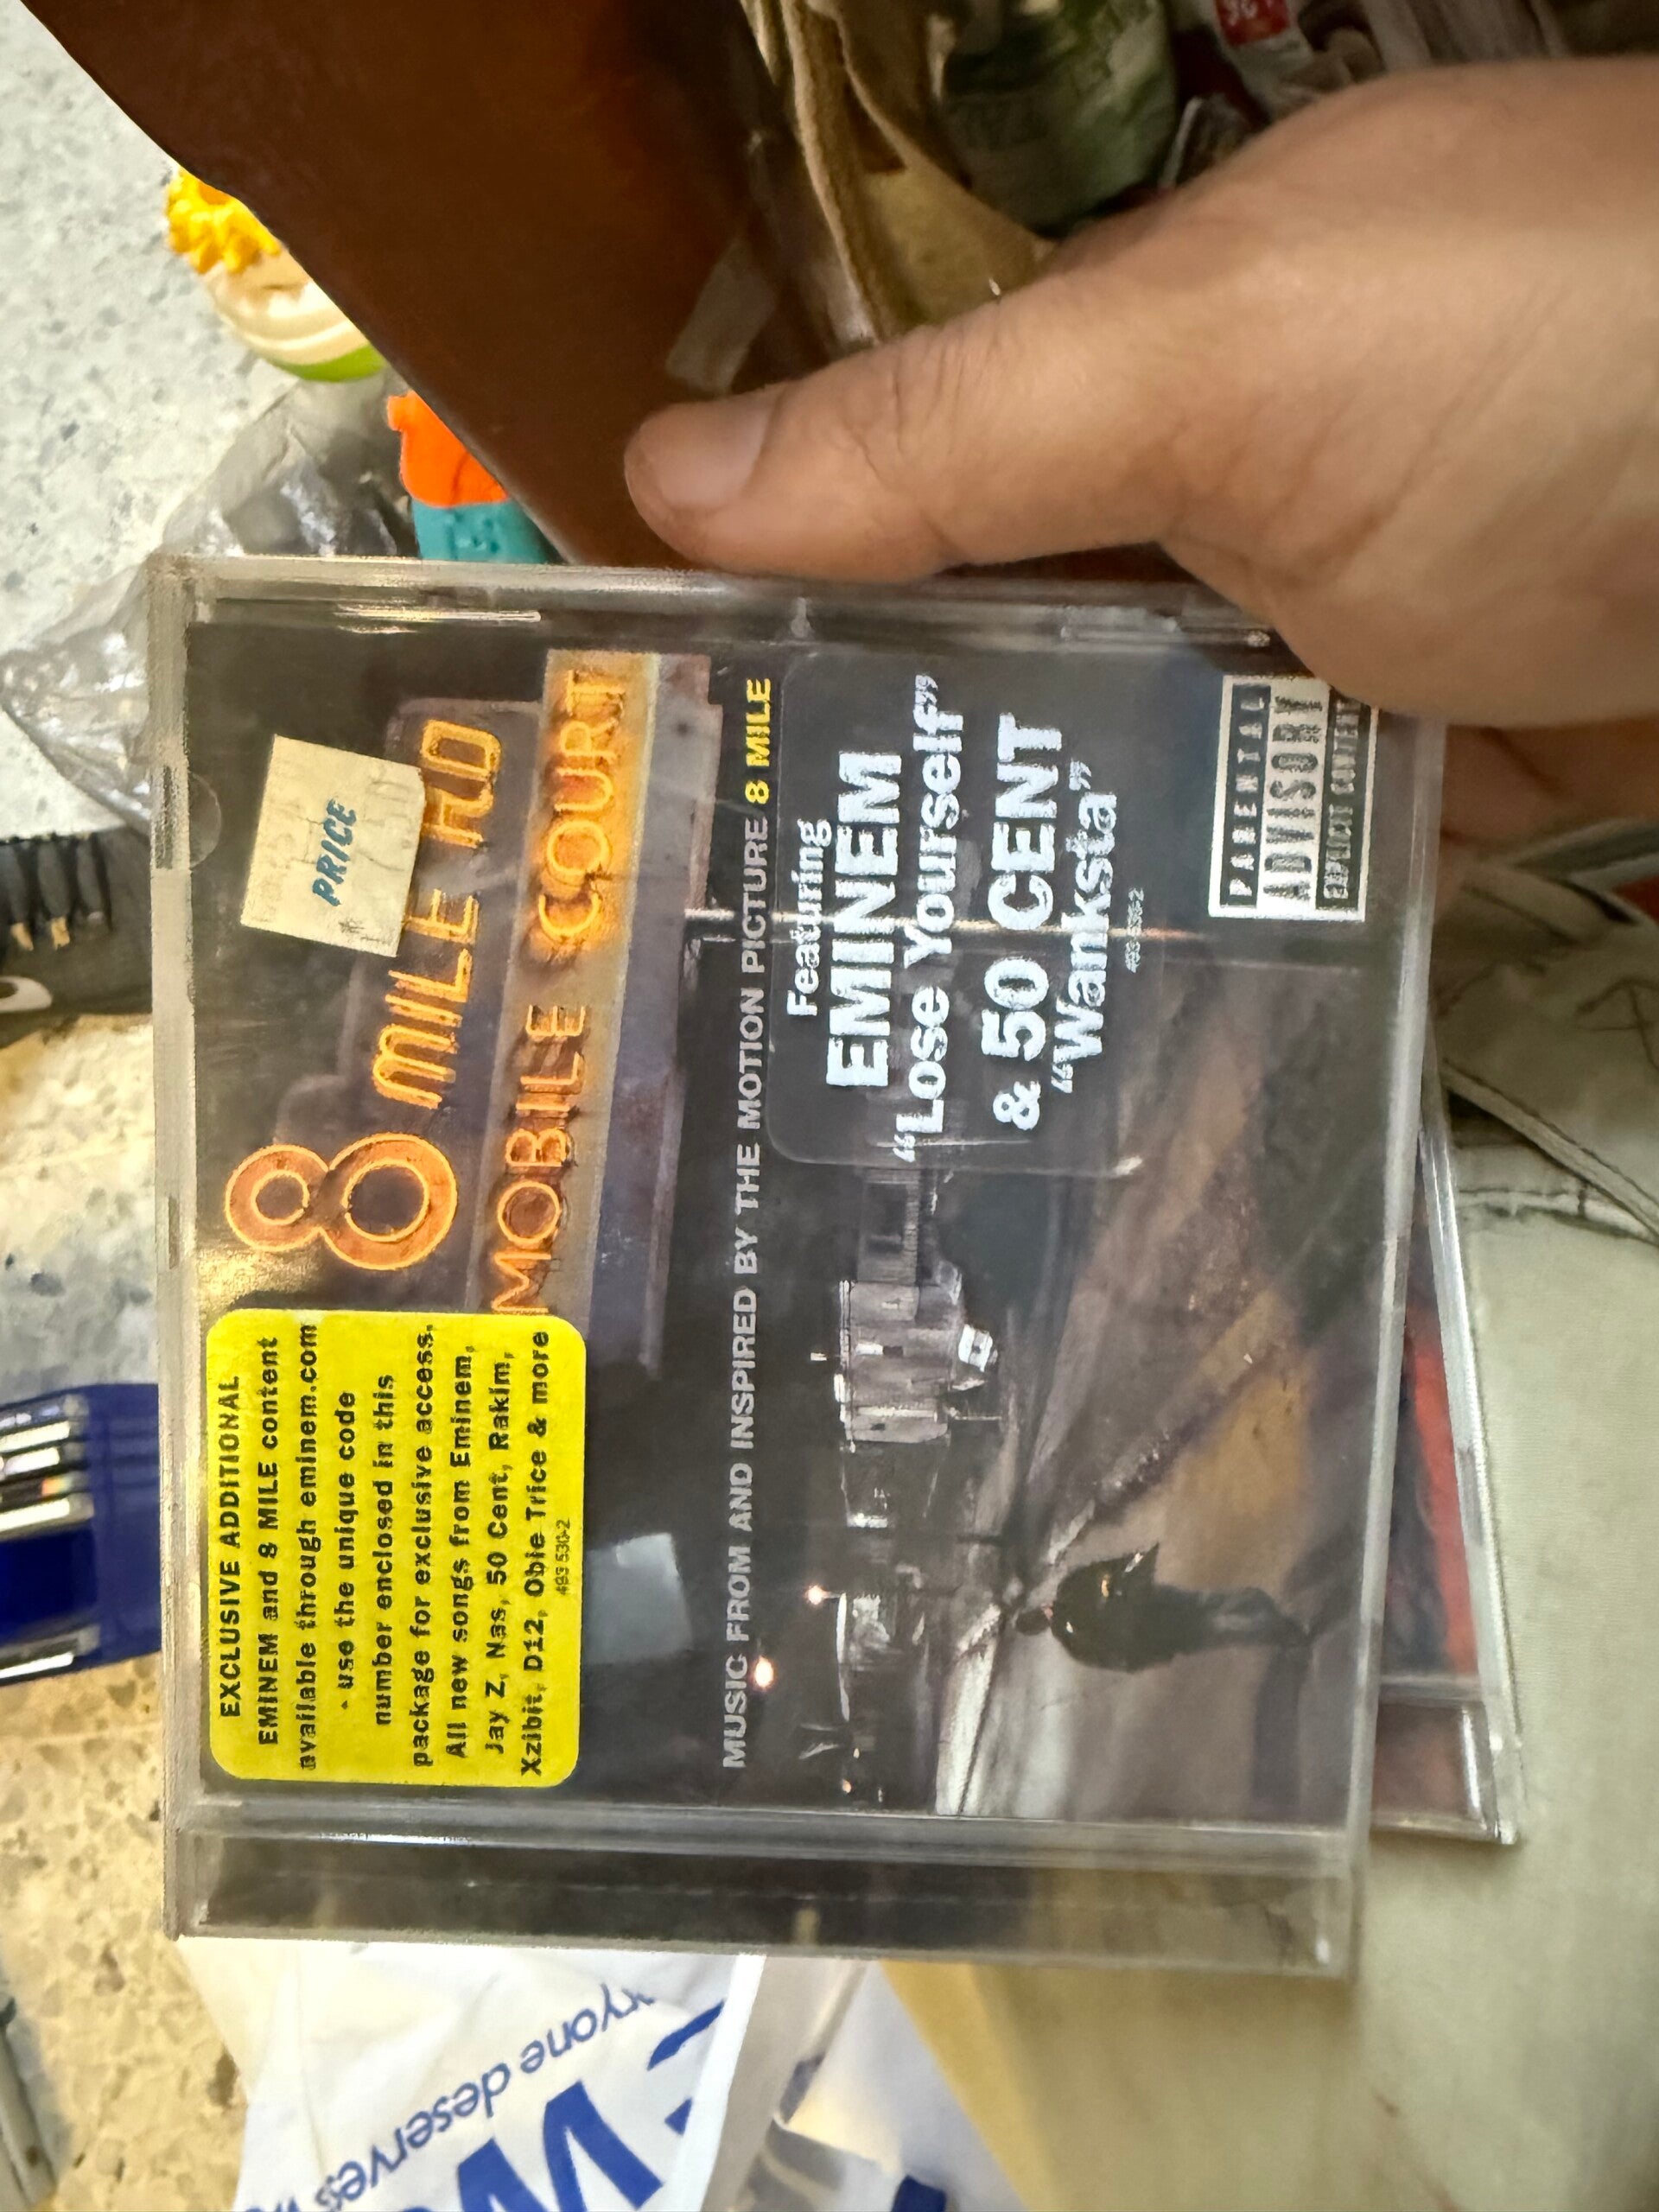 EXCLUSIVE ADDITIONAL
EMINEM and 8 MILE content
available through eminem.com
- use the unique code
number enclosed in this
package for exclusive access.
All new songs from Eminem,
Jay Z, Nas, 50 Cent, Rakim,
Xzibit, D12, Obie Trice & more
493 530-2
8 MILE RD
MOBILE COURT
PRICE
MUSIC FROM AND INSPIRED BY THE MOTION PICTURE 8 MILE
Featuring
EMINEM
“Lose Yourself”
& 50 CENT
“Wanksta”
PARENTAL
ADVISORY
EXPLICIT CONTENT
deserves